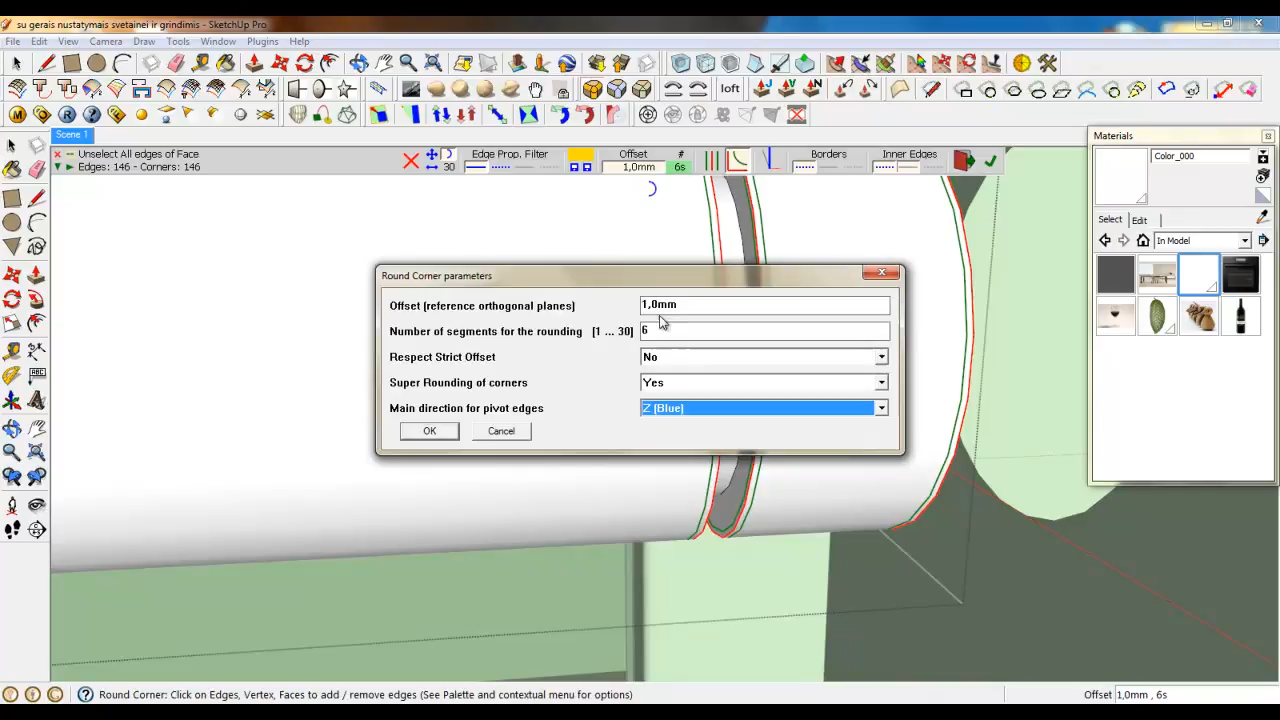 su gerais nustatymais svetainei ir grindimis - SketchUp Pro
File Edit View Camera Draw Tools Window Plugins Help
loft
Scene 1
Unselect All edges of Face
Edges: 146 - Corners: 146
30
Edge Prop. Filter
Offset
1,0mm
#
6s
Borders
Inner Edges
Materials
Color_000
Select Edit
In Model
Round Corner parameters
Offset (reference orthogonal planes) 1,0mm
Number of segments for the rounding [1 ... 30] 6
Respect Strict Offset No
Super Rounding of corners Yes
Main direction for pivot edges Z (Blue)
OK Cancel
Round Corner: Click on Edges, Vertex, Faces to add / remove edges (See Palette and contextual menu for options)
Offset 1,0mm , 6s